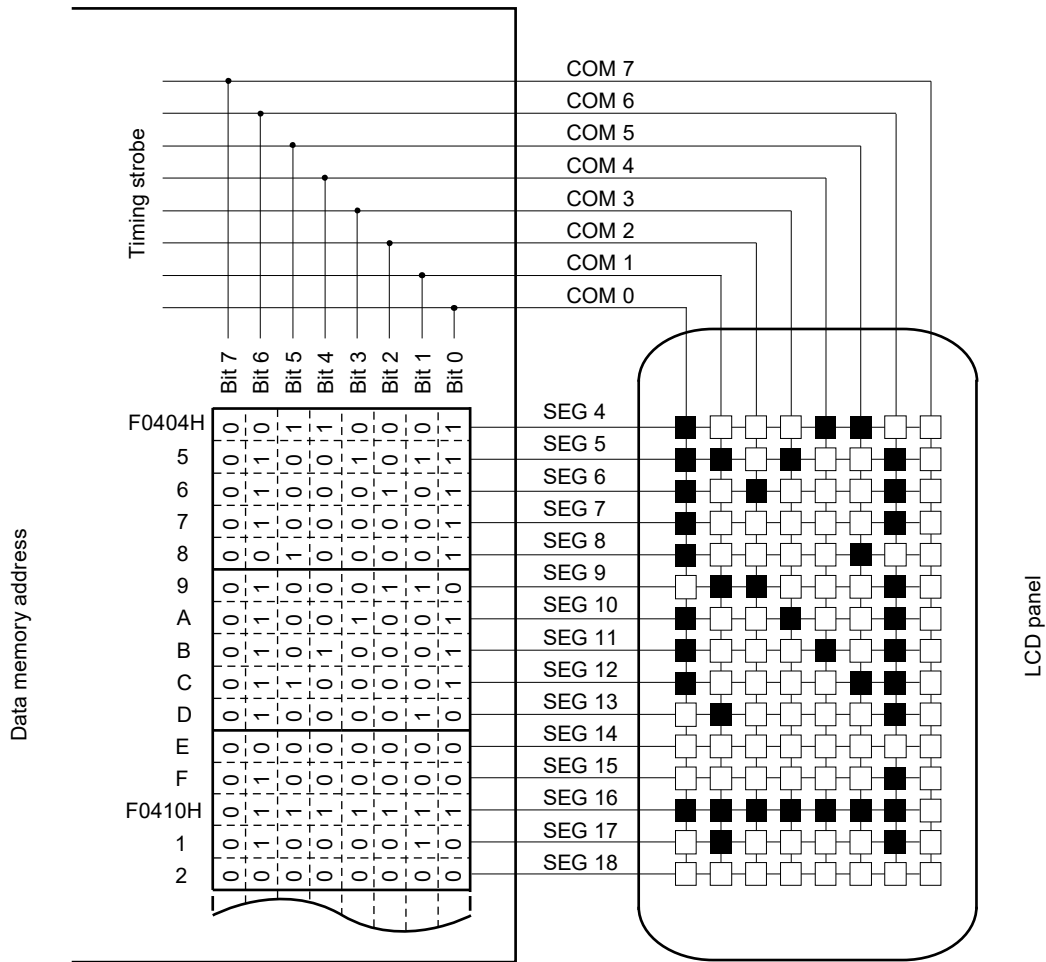 COM 7
COM 6
COM 5
COM 4
COM 3
COM 2
COM 1
COM 0
Timing strobe
Bit 7 Bit 6 Bit 5 Bit 4 Bit 3 Bit 2 Bit 1 Bit 0
F0404H 0 0 1 1 0 0 0 1 SEG 4
5 0 1 0 0 1 0 1 1 SEG 5
6 0 1 0 0 0 1 0 1 SEG 6
7 0 1 0 0 0 0 0 1 SEG 7
8 0 0 1 0 0 0 0 1 SEG 8
9 0 1 0 0 0 1 1 0 SEG 9
A 0 1 0 0 1 0 0 1 SEG 10
B 0 1 0 1 0 0 0 1 SEG 11
C 0 1 1 0 0 0 0 1 SEG 12
D 0 1 0 0 0 0 1 0 SEG 13
E 0 0 0 0 0 0 0 0 SEG 14
F 0 1 0 0 0 0 0 0 SEG 15
F0410H 0 1 1 1 1 1 1 1 SEG 16
1 0 1 0 0 0 0 1 0 SEG 17
2 0 0 0 0 0 0 0 0 SEG 18
Data memory address
LCD panel